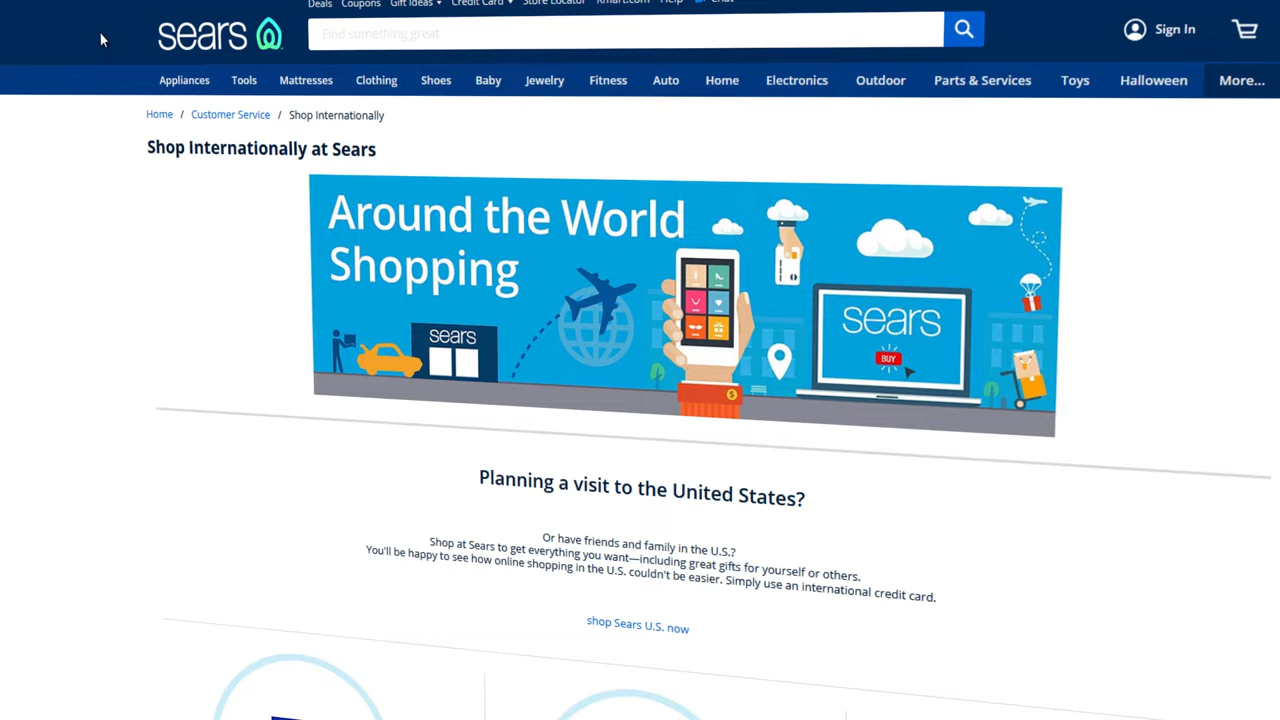 Deals Coupons Gift Ideas Credit Card Store Locator Kmart.com Help Chat
sears
Find something great
Sign In
Appliances Tools Mattresses Clothing Shoes Baby Jewelry Fitness Auto Home Electronics Outdoor Parts & Services Toys Halloween More...
Home / Customer Service / Shop Internationally
Shop Internationally at Sears
Around the World
Shopping
sears
sears
BUY
Planning a visit to the United States?
Or have friends and family in the U.S.?
Shop at Sears to get everything you want—including great gifts for yourself or others.
You'll be happy to see how online shopping in the U.S. couldn't be easier. Simply use an international credit card.
shop Sears U.S. now